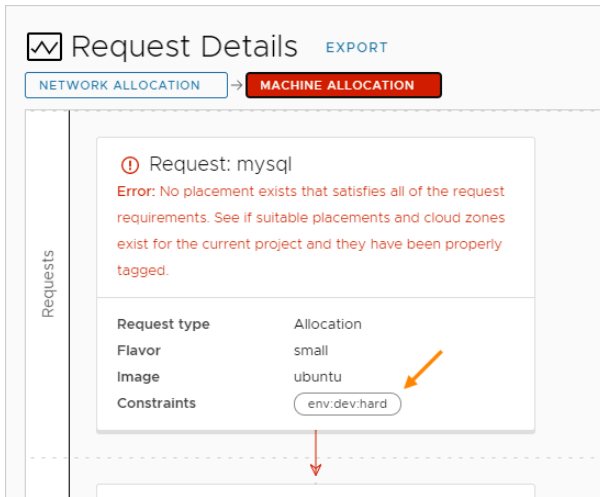 Request Details EXPORT
NETWORK ALLOCATION → MACHINE ALLOCATION
Requests
Request: mysql
Error: No placement exists that satisfies all of the request
requirements. See if suitable placements and cloud zones
exist for the current project and they have been properly
tagged.
Request type Allocation
Flavor small
Image ubuntu
Constraints env:dev:hard